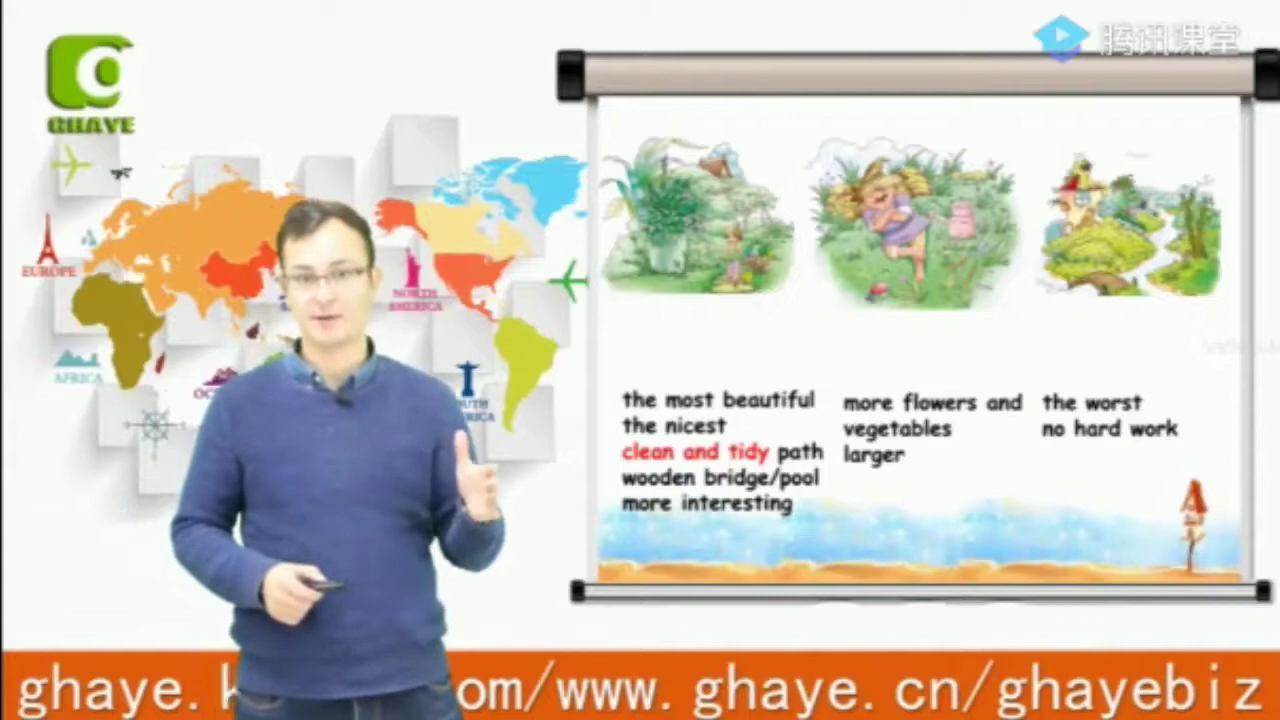 腾讯课堂
GHAYE
EUROPE
NORTH
AMERICA
AFRICA
the most beautiful
the nicest
clean and tidy path
wooden bridge/pool
more interesting
more flowers and
vegetables
larger
the worst
no hard work
ghaye.k om/www.ghaye.cn/ghayebiz